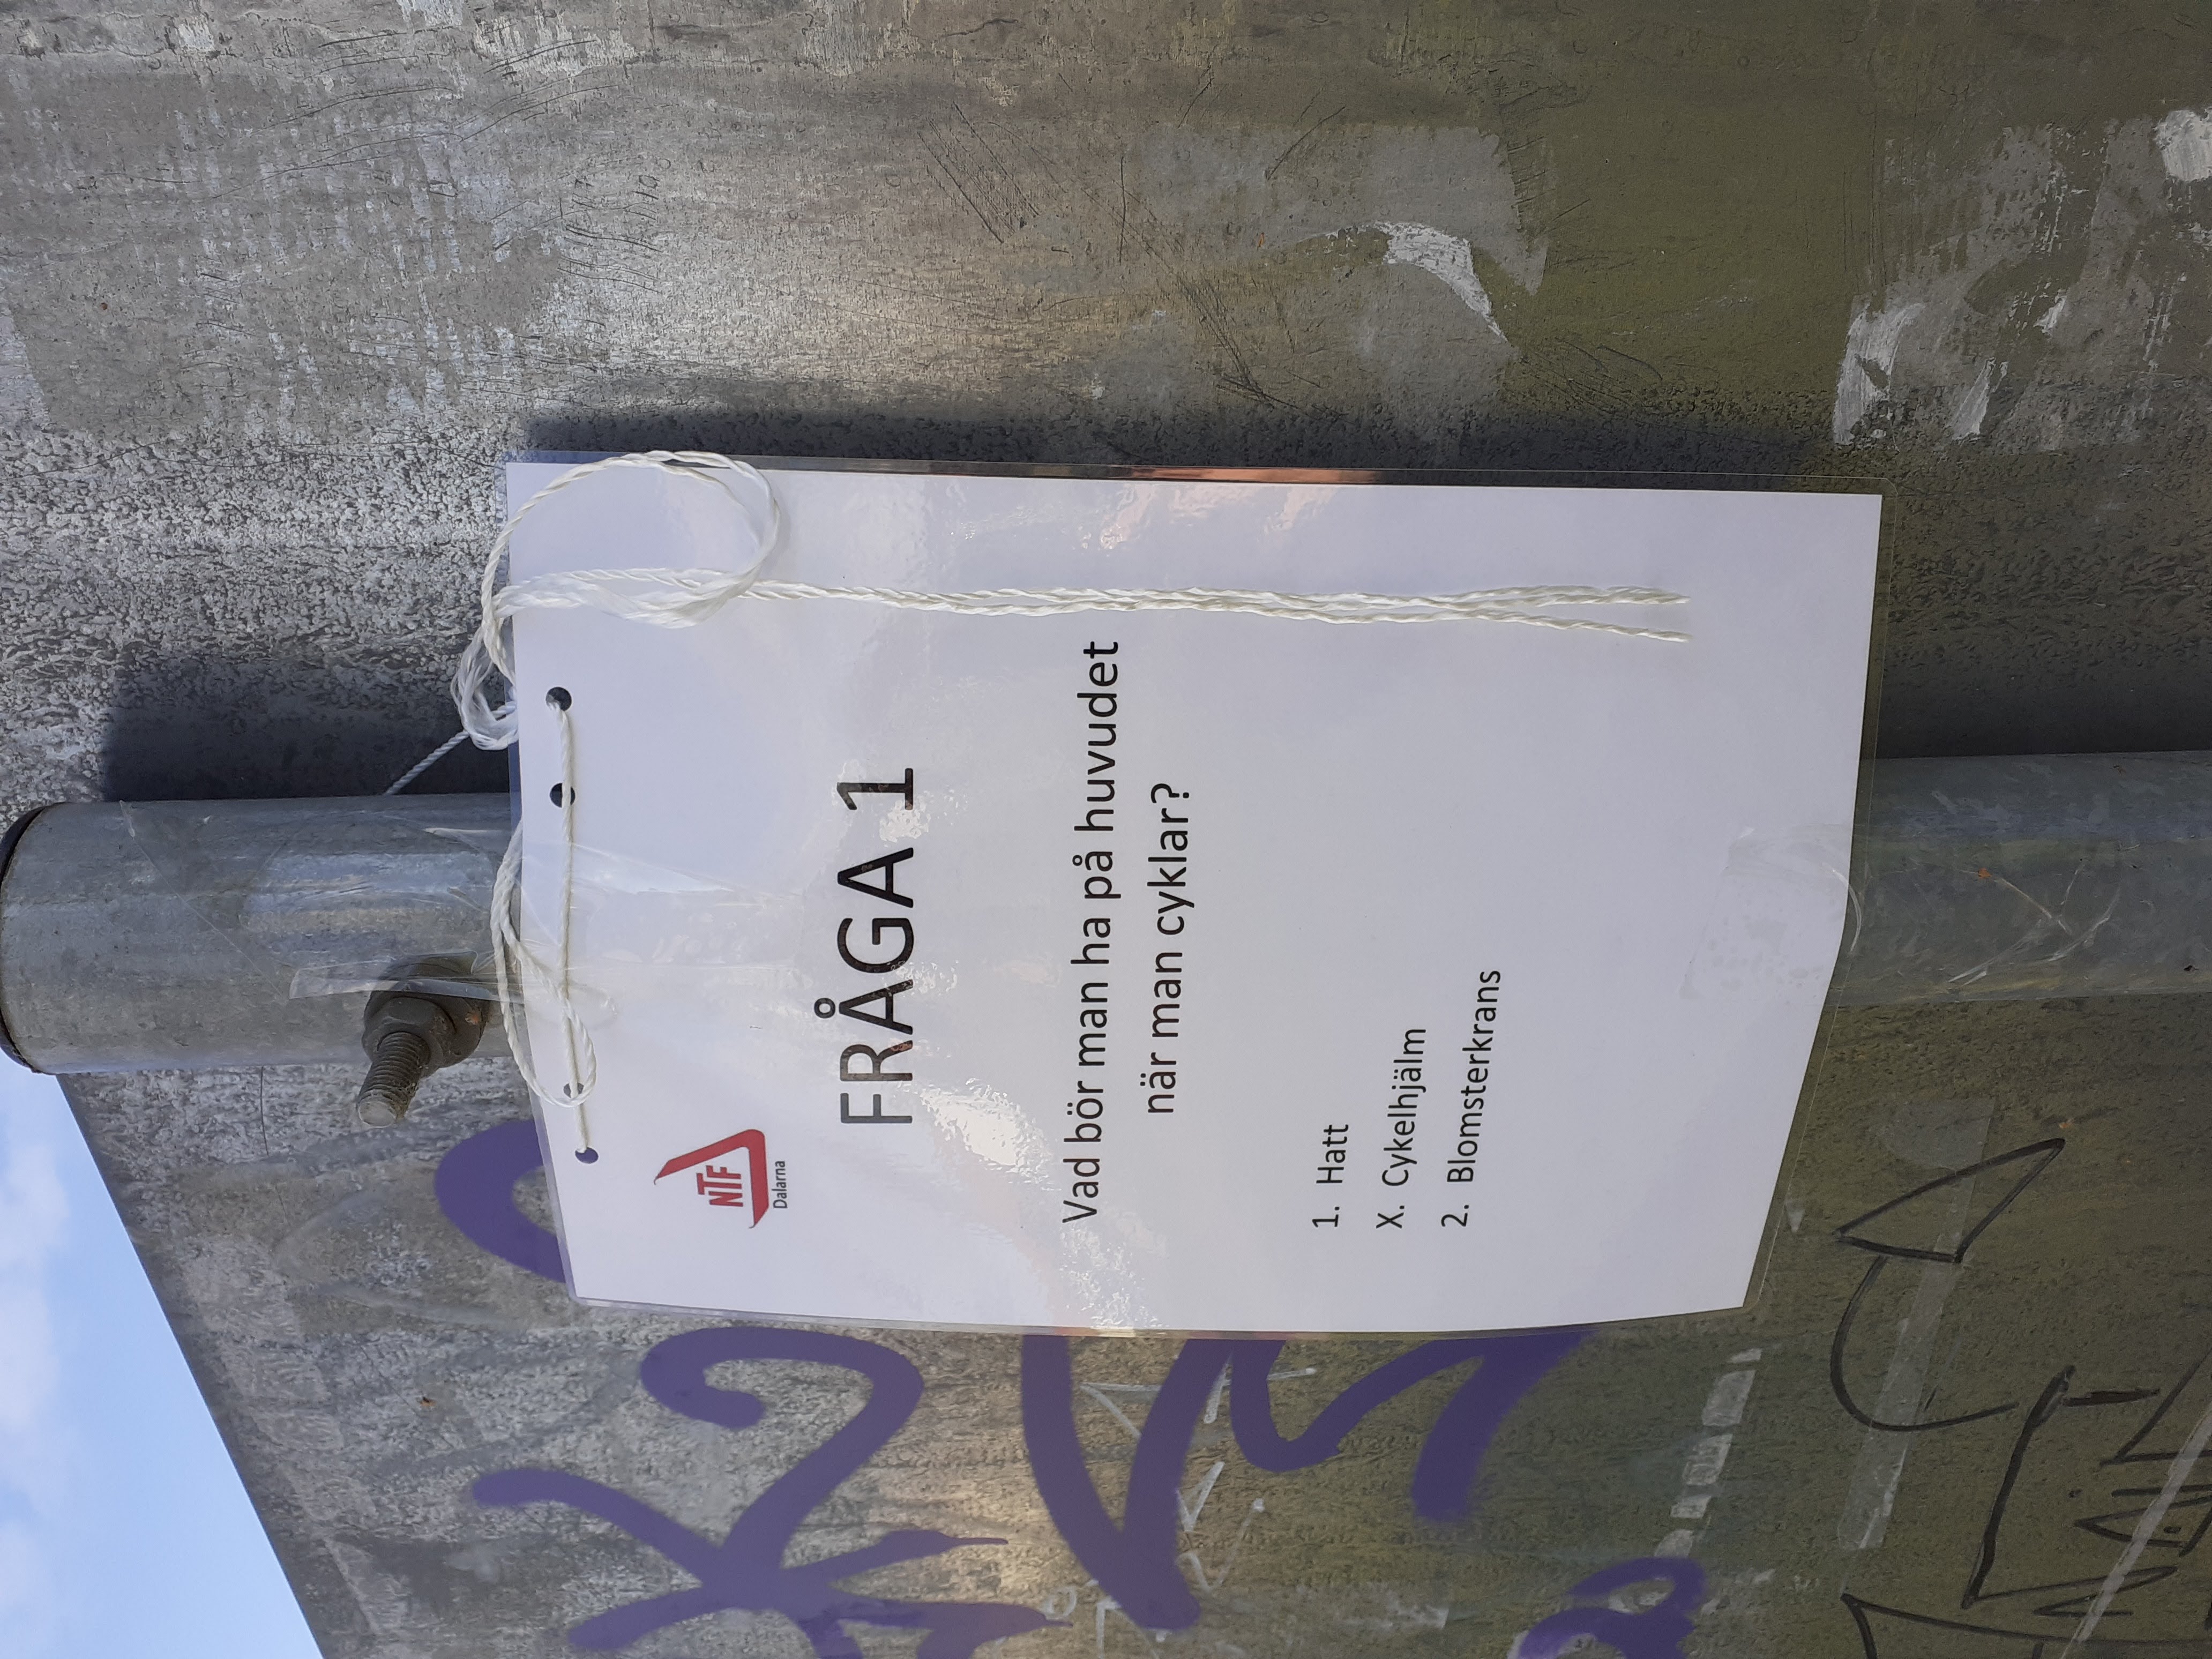 NTF
Dalarna
FRÅGA 1
Vad bör man ha på huvudet
när man cyklar?
1. Hatt
X. Cykelhjälm
2. Blomsterkrans